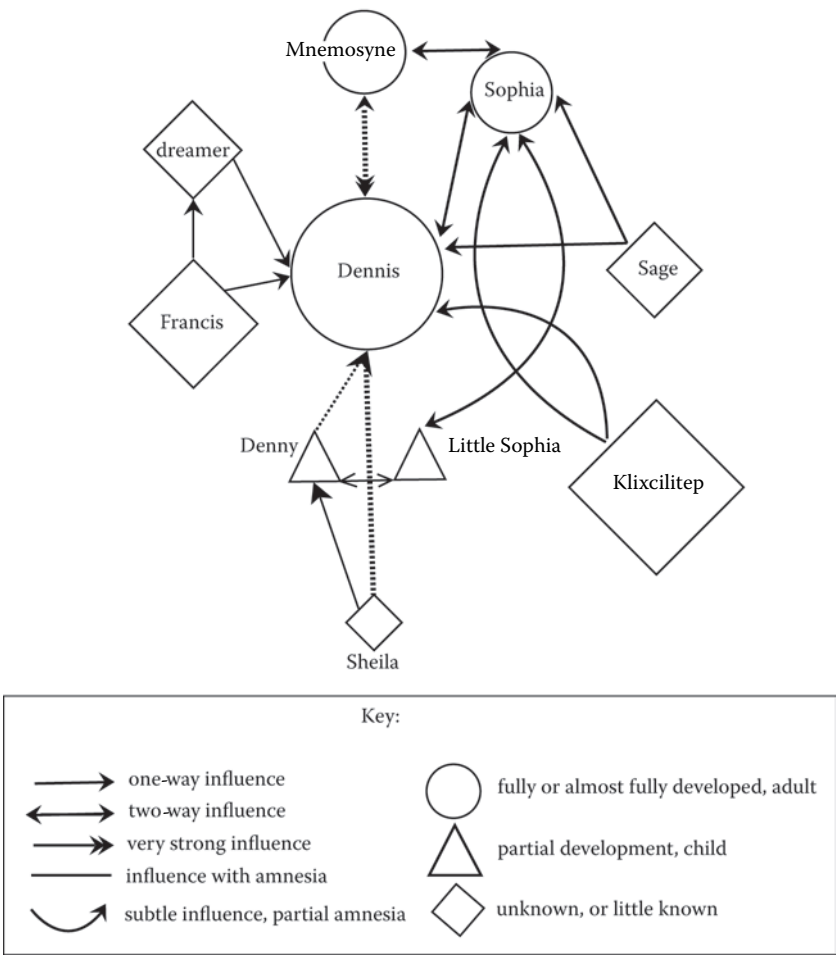 Mnemosyne
Sophia
dreamer
Dennis
Sage
Francis
Denny
Little Sophia
Klixcilitep
Sheila
Key:
one-way influence
two-way influence
very strong influence
influence with amnesia
subtle influence, partial amnesia
fully or almost fully developed, adult
partial development, child
unknown, or little known